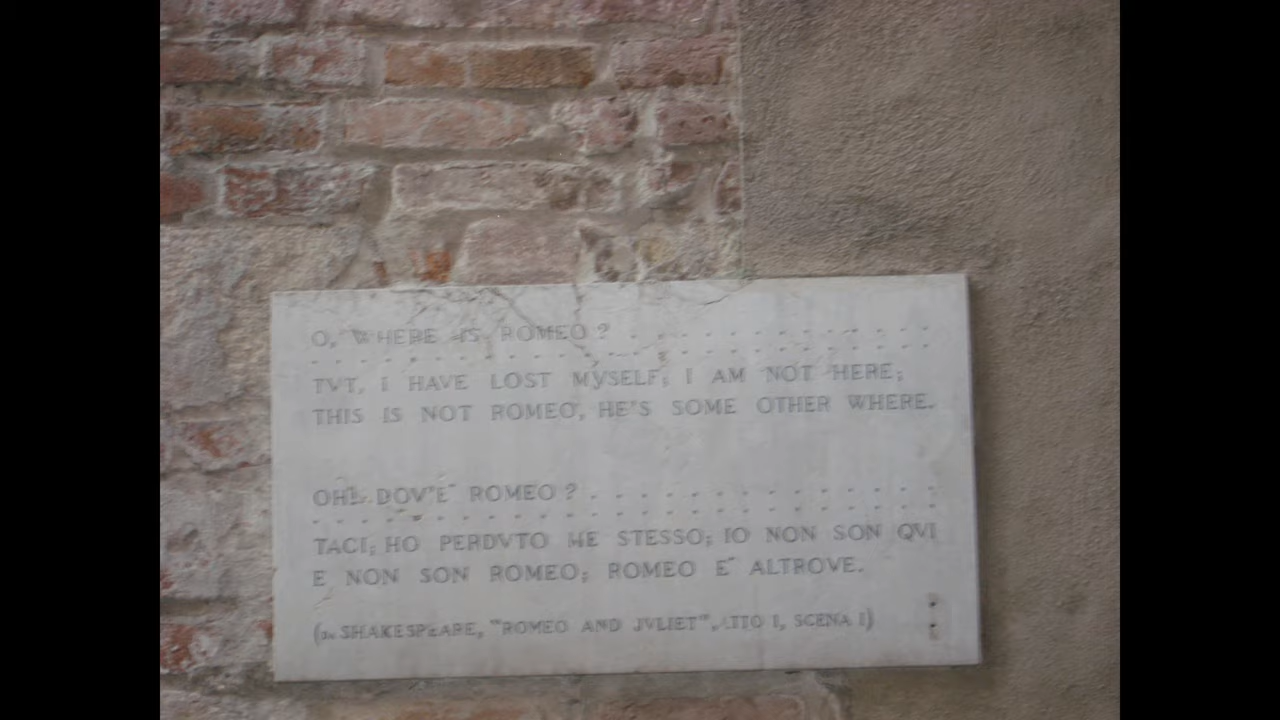 O, WHERE IS ROMEO ? . . . . . . . . . . . .
. . . . . . . . . . . . . . . . . . . . . . . .
TVT, I HAVE LOST MYSELF; I AM NOT HERE;
THIS IS NOT ROMEO, HE'S SOME OTHER WHERE.
OH! DOV'E' ROMEO ? . . . . . . . . . . . . . .
. . . . . . . . . . . . . . . . . . . . . . . .
TACI; HO PERDVTO ME STESSO; IO NON SON QVI
E NON SON ROMEO; ROMEO E' ALTROVE.
(DA SHAKESPEARE, "ROMEO AND JVLIET", ATTO I, SCENA I)